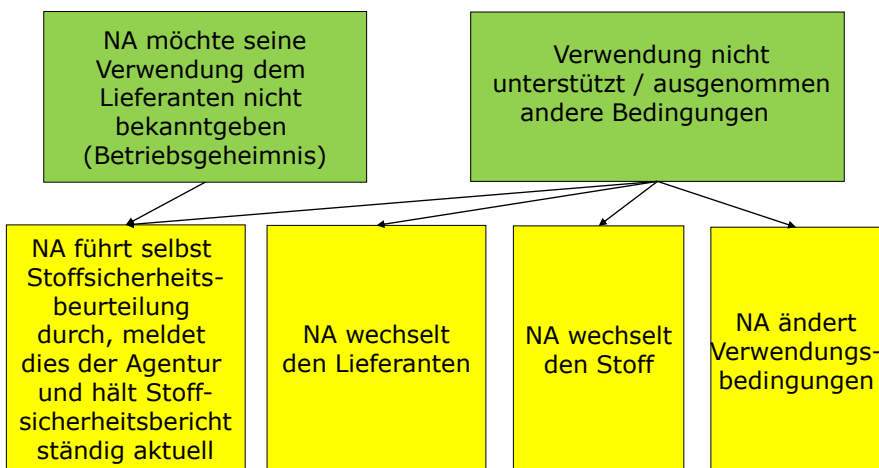 NA möchte seine
Verwendung dem
Lieferanten nicht
bekanntgeben
(Betriebsgeheimnis)
Verwendung nicht
unterstützt / ausgenommen
andere Bedingungen
NA führt selbst
Stoffsicherheits-
beurteilung
durch, meldet
dies der Agentur
und hält Stoff-
sicherheitsbericht
ständig aktuell
NA wechselt
den Lieferanten
NA wechselt
den Stoff
NA ändert
Verwendungs-
bedingungen